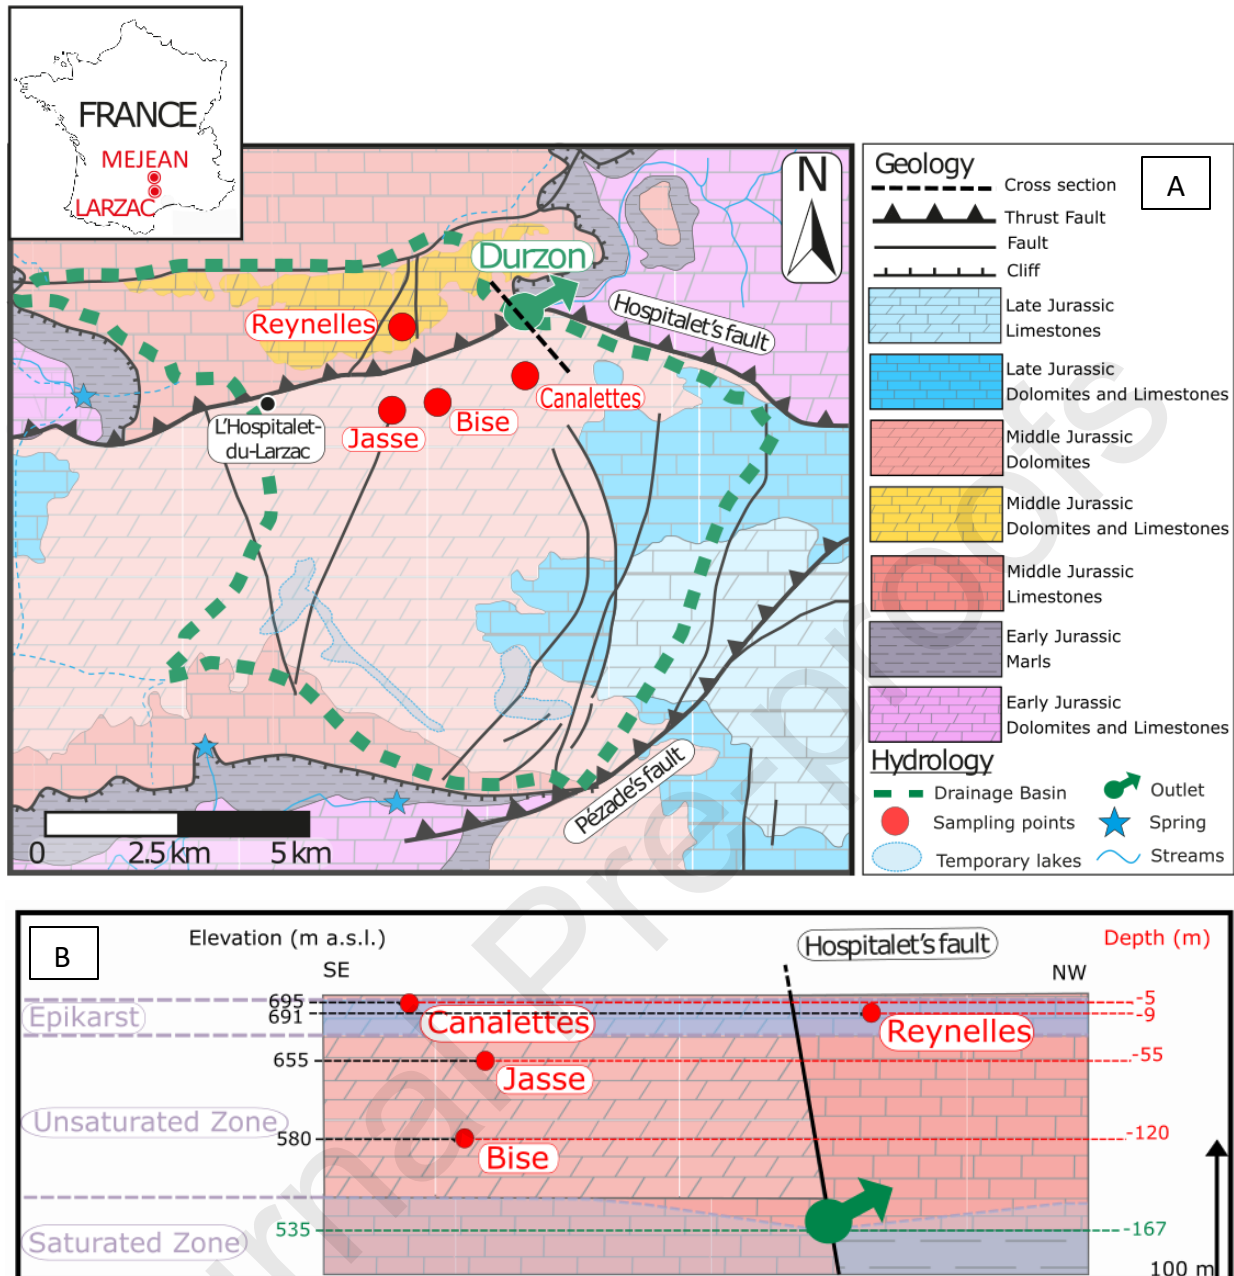 FRANCE
MEJEAN
LARZAC
N
Durzon
Reynelles
Hospitalet's fault
Canalettes
Bise
Jasse
L'Hospitalet-
du-Larzac
Pézade's fault
0 2.5 km 5 km
A
Geology
Cross section
Thrust Fault
Fault
Cliff
Late Jurassic
Limestones
Late Jurassic
Dolomites and Limestones
Middle Jurassic
Dolomites
Middle Jurassic
Dolomites and Limestones
Middle Jurassic
Limestones
Early Jurassic
Marls
Early Jurassic
Dolomites and Limestones
Hydrology
Drainage Basin
Outlet
Sampling points
Spring
Temporary lakes
Streams
B
Elevation (m a.s.l.)
Hospitalet's fault
Depth (m)
SE
NW
695
-5
Epikarst
691
-9
Canalettes
Reynelles
655
-55
Jasse
Unsaturated Zone
580
-120
Bise
535
-167
Saturated Zone
100 m